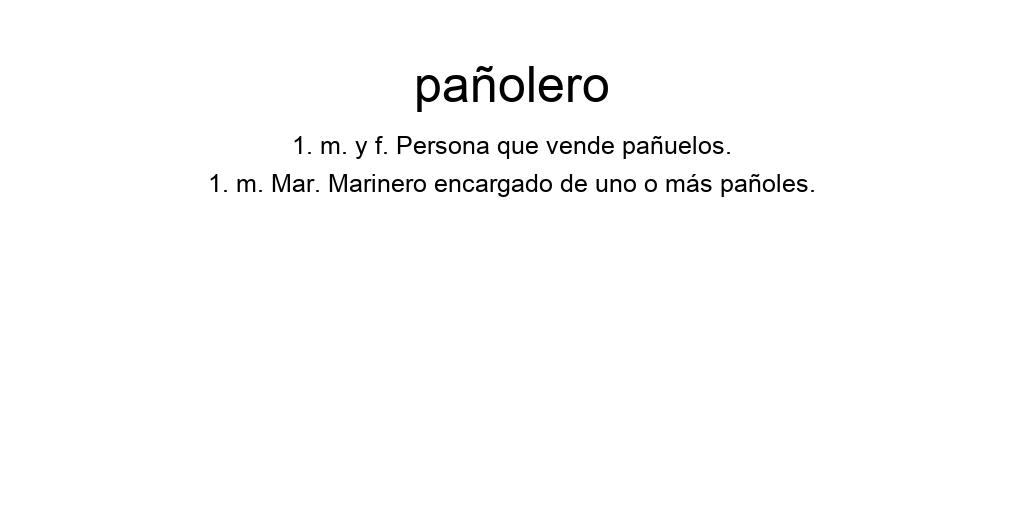 pañolero
1. m. y f. Persona que vende pañuelos.
1. m. Mar. Marinero encargado de uno o más pañoles.